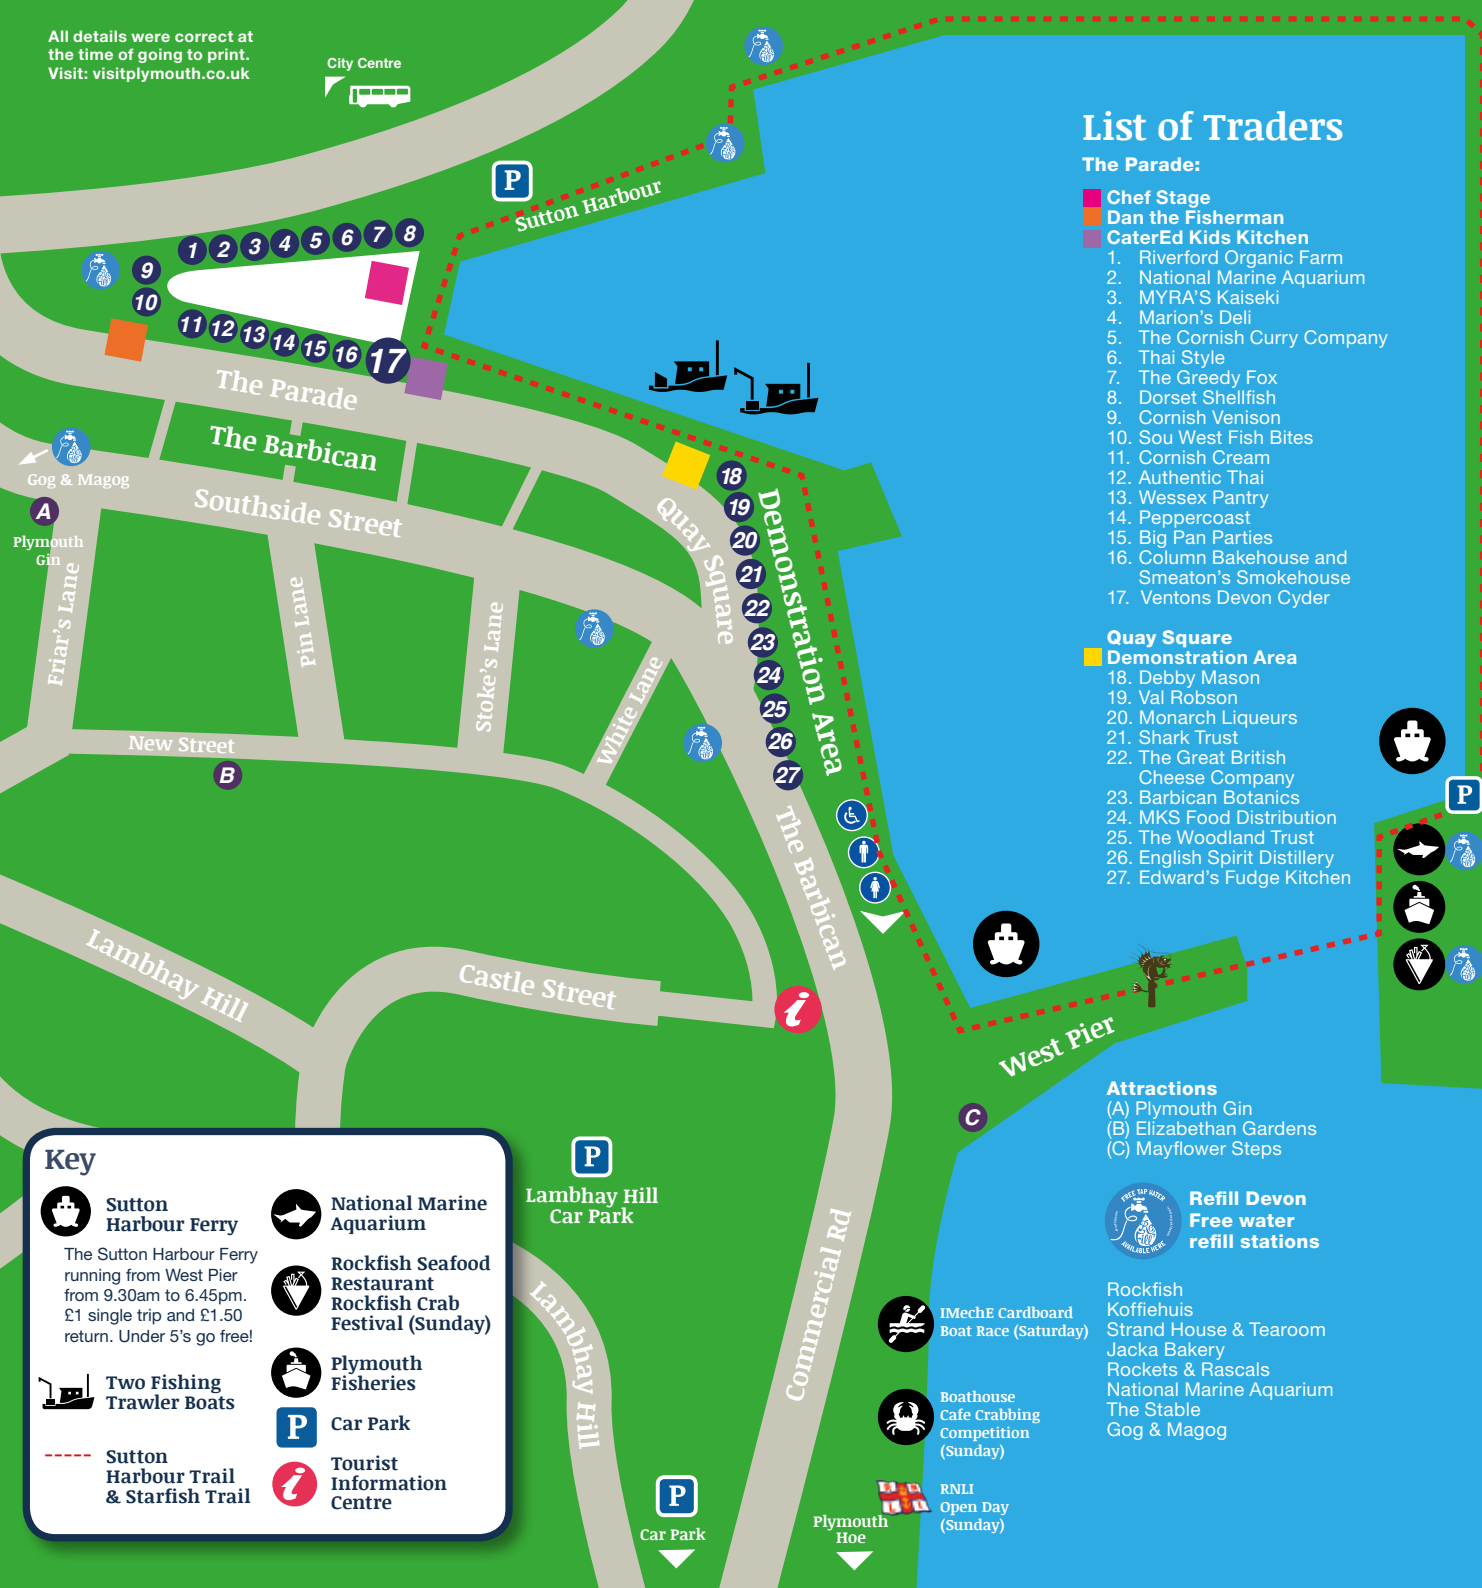 All details were correct at
the time of going to print.
Visit: visitplymouth.co.uk
City Centre
P
Sutton Harbour
List of Traders
The Parade:
Chef Stage
Dan the Fisherman
CaterEd Kids Kitchen
1. Riverford Organic Farm
2. National Marine Aquarium
3. MYRA'S Kaiseki
4. Marion's Deli
5. The Cornish Curry Company
6. Thai Style
7. The Greedy Fox
8. Dorset Shellfish
9. Cornish Venison
10. Sou West Fish Bites
11. Cornish Cream
12. Authentic Thai
13. Wessex Pantry
14. Peppercoast
15. Big Pan Parties
16. Column Bakehouse and
Smeaton's Smokehouse
17. Ventons Devon Cyder
Quay Square
Demonstration Area
18. Debby Mason
19. Val Robson
20. Monarch Liqueurs
21. Shark Trust
22. The Great British
Cheese Company
23. Barbican Botanics
24. MKS Food Distribution
25. The Woodland Trust
26. English Spirit Distillery
27. Edward's Fudge Kitchen
1 2 3 4 5 6 7 8
9
10
11 12 13 14 15 16 17
The Parade
The Barbican
Southside Street
Gog & Magog
A
Plymouth
Gin
Friar's Lane
Pin Lane
Stoke's Lane
White Lane
New Street
B
Quay Square
18
19
20
21
22
23
24
25
26
27
Demonstration Area
The Barbican
P
Lambhay Hill
Castle Street
i
West Pier
C
Attractions
(A) Plymouth Gin
(B) Elizabethan Gardens
(C) Mayflower Steps
FREE TAP WATER
AVAILABLE HERE
Refill Devon
Free water
refill stations
Rockfish
Koffiehuis
Strand House & Tearoom
Jacka Bakery
Rockets & Rascals
National Marine Aquarium
The Stable
Gog & Magog
P
Lambhay Hill
Car Park
Commercial Rd
Lambhay Hill
IMechE Cardboard
Boat Race (Saturday)
Boathouse
Cafe Crabbing
Competition
(Sunday)
RNLI
Open Day
(Sunday)
Plymouth
Hoe
P
Car Park
Key
Sutton
Harbour Ferry
The Sutton Harbour Ferry
running from West Pier
from 9.30am to 6.45pm.
£1 single trip and £1.50
return. Under 5's go free!
Two Fishing
Trawler Boats
Sutton
Harbour Trail
& Starfish Trail
National Marine
Aquarium
Rockfish Seafood
Restaurant
Rockfish Crab
Festival (Sunday)
Plymouth
Fisheries
P
Car Park
i
Tourist
Information
Centre